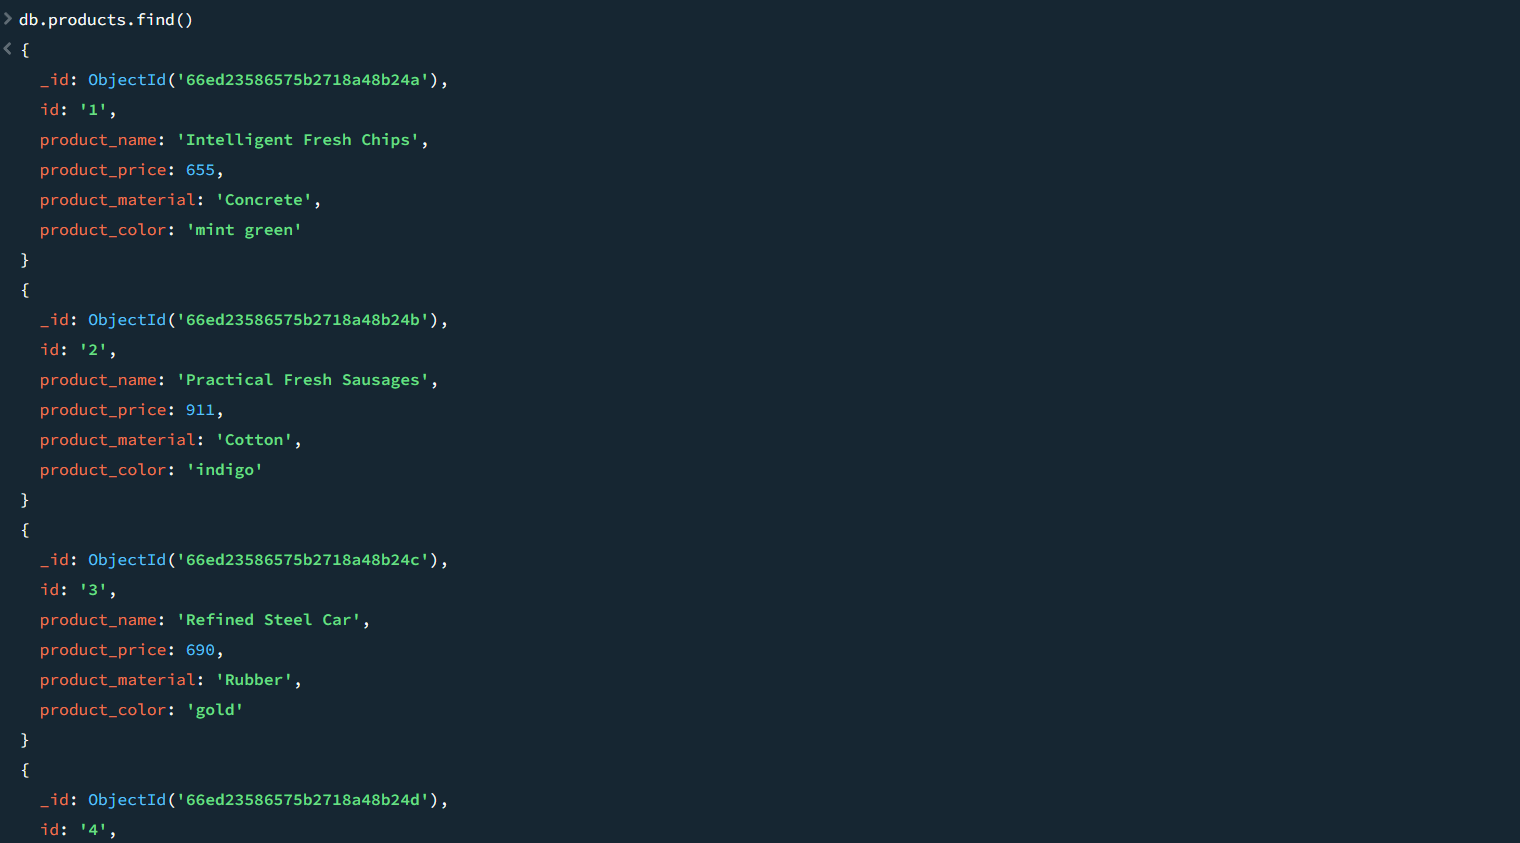 db.products.find()
{
_id: ObjectId('66ed23586575b2718a48b24a'),
id: '1',
product_name: 'Intelligent Fresh Chips',
product_price: 655,
product_material: 'Concrete',
product_color: 'mint green'
}
{
_id: ObjectId('66ed23586575b2718a48b24b'),
id: '2',
product_name: 'Practical Fresh Sausages',
product_price: 911,
product_material: 'Cotton',
product_color: 'indigo'
}
{
_id: ObjectId('66ed23586575b2718a48b24c'),
id: '3',
product_name: 'Refined Steel Car',
product_price: 690,
product_material: 'Rubber',
product_color: 'gold'
}
{
_id: ObjectId('66ed23586575b2718a48b24d'),
id: '4',